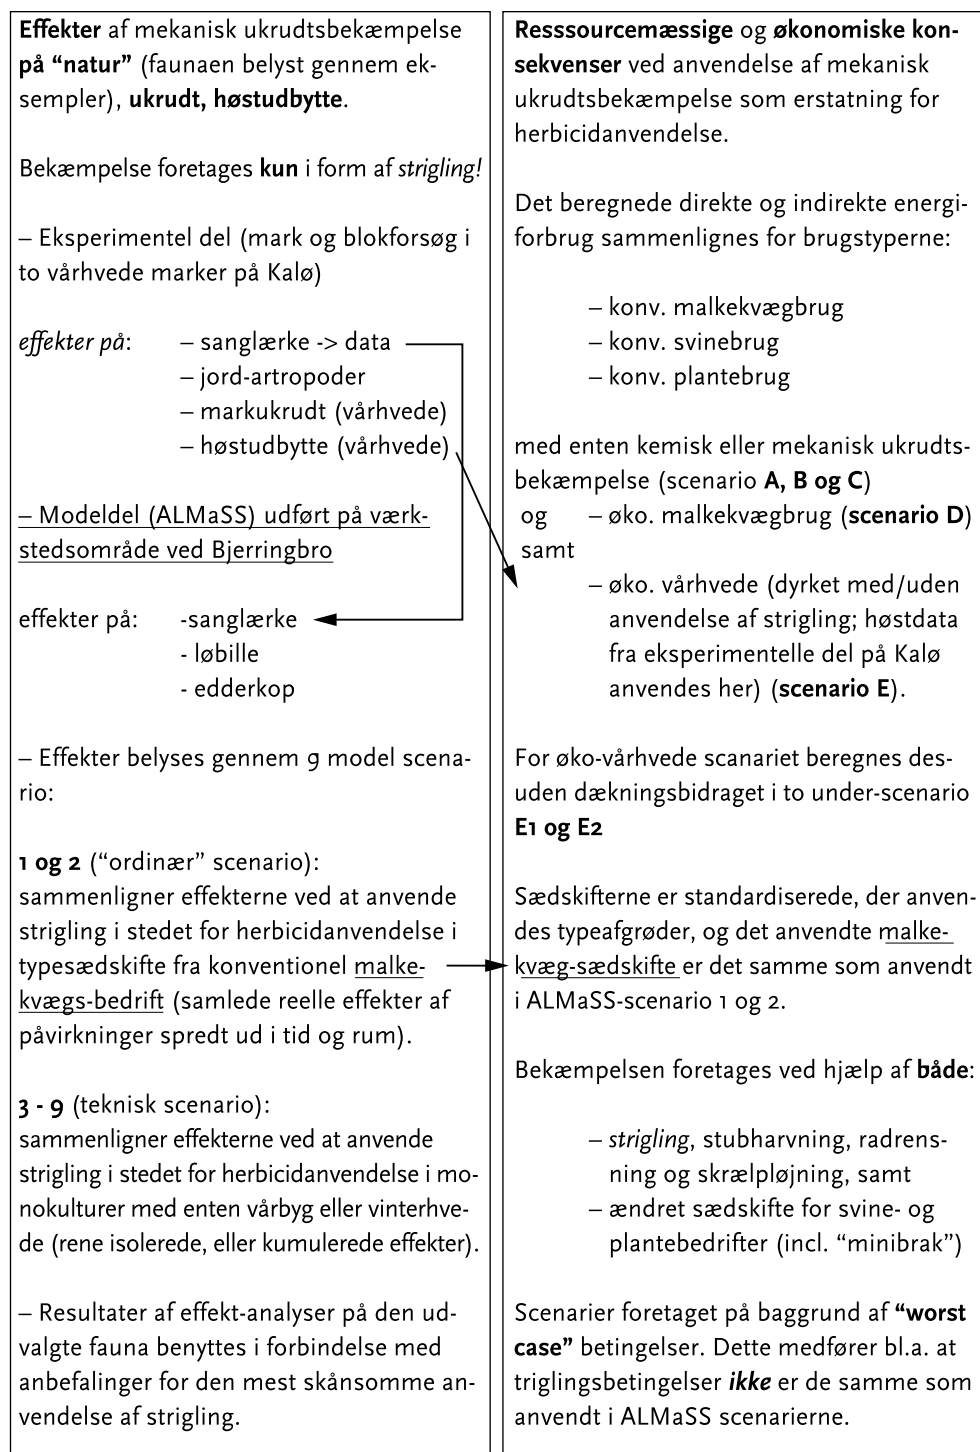 Effekter af mekanisk ukrudtsbekæmpelse
på “natur” (faunaen belyst gennem ek-
sempler), ukrudt, høstudbytte.
Bekæmpelse foretages kun i form af strigling!
– Eksperimentel del (mark og blokforsøg i
to vårhvede marker på Kalø)
effekter på: – sanglærke -> data
– jord-artropoder
– markukrudt (vårhvede)
– høstudbytte (vårhvede)
– Modeldel (ALMaSS) udført på værk-
stedsområde ved Bjerringbro
effekter på: -sanglærke
- løbille
- edderkop
– Effekter belyses gennem 9 model scena-
rio:
1 og 2 (“ordinær” scenario):
sammenligner effekterne ved at anvende
strigling i stedet for herbicidanvendelse i
typesædskifte fra konventionel malke-
kvægs-bedrift (samlede reelle effekter af
påvirkninger spredt ud i tid og rum).
3 - 9 (teknisk scenario):
sammenligner effekterne ved at anvende
strigling i stedet for herbicidanvendelse i mo-
nokulturer med enten vårbyg eller vinterhve-
de (rene isolerede, eller kumulerede effekter).
– Resultater af effekt-analyser på den ud-
valgte fauna benyttes i forbindelse med
anbefalinger for den mest skånsomme an-
vendelse af strigling.
Resssourcemæssige og økonomiske kon-
sekvenser ved anvendelse af mekanisk
ukrudtsbekæmpelse som erstatning for
herbicidanvendelse.
Det beregnede direkte og indirekte energi-
forbrug sammenlignes for brugstyperne:
– konv. malkekvægbrug
– konv. svinebrug
– konv. plantebrug
med enten kemisk eller mekanisk ukrudts-
bekæmpelse (scenario A, B og C)
og – øko. malkekvægbrug (scenario D)
samt
– øko. vårhvede (dyrket med/uden
anvendelse af strigling; høstdata
fra eksperimentelle del på Kalø
anvendes her) (scenario E).
For øko-vårhvede scanariet beregnes des-
uden dækningsbidraget i to under-scenario
E1 og E2
Sædskifterne er standardiserede, der anven-
des typeafgrøder, og det anvendte malke-
kvæg-sædskifte er det samme som anvendt
i ALMaSS-scenario 1 og 2.
Bekæmpelsen foretages ved hjælp af både:
– strigling, stubharvning, radrens-
ning og skrælpløjning, samt
– ændret sædskifte for svine- og
plantebedrifter (incl. “minibrak”)
Scenarier foretaget på baggrund af “worst
case” betingelser. Dette medfører bl.a. at
triglingsbetingelser ikke er de samme som
anvendt i ALMaSS scenarierne.